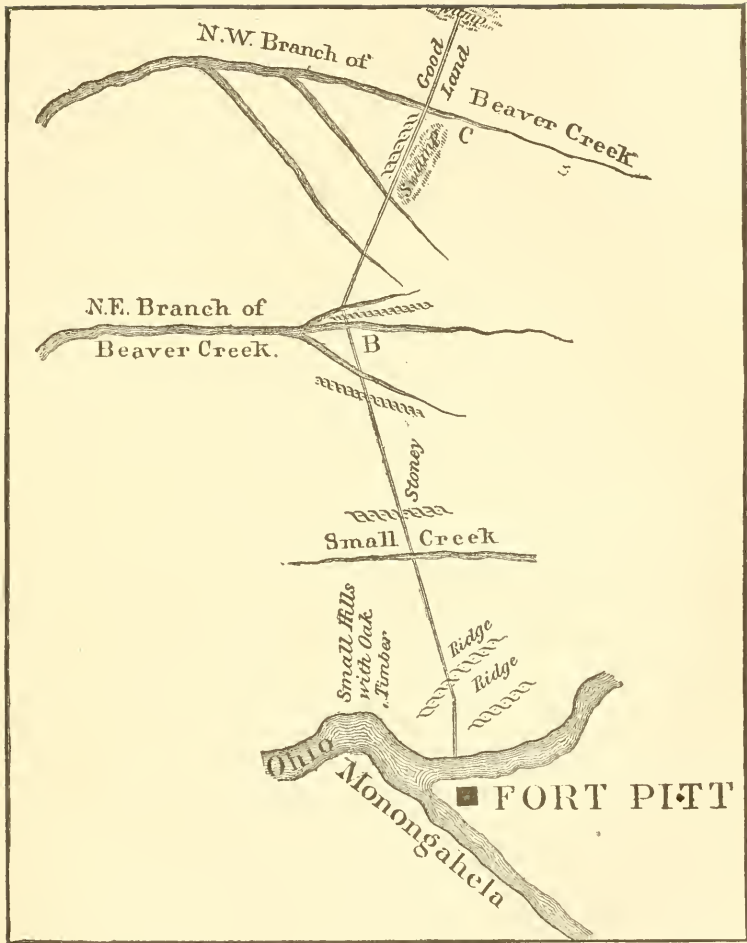 Swamp
N.W. Branch of
Beaver Creek
Good
Land
C
Swamp
N.E. Branch of
Beaver Creek.
B
Stoney
Small Creek
Small Hills
with Oak
Timber
Ridge
Ridge
Ohio
Monongahela
FORT PITT